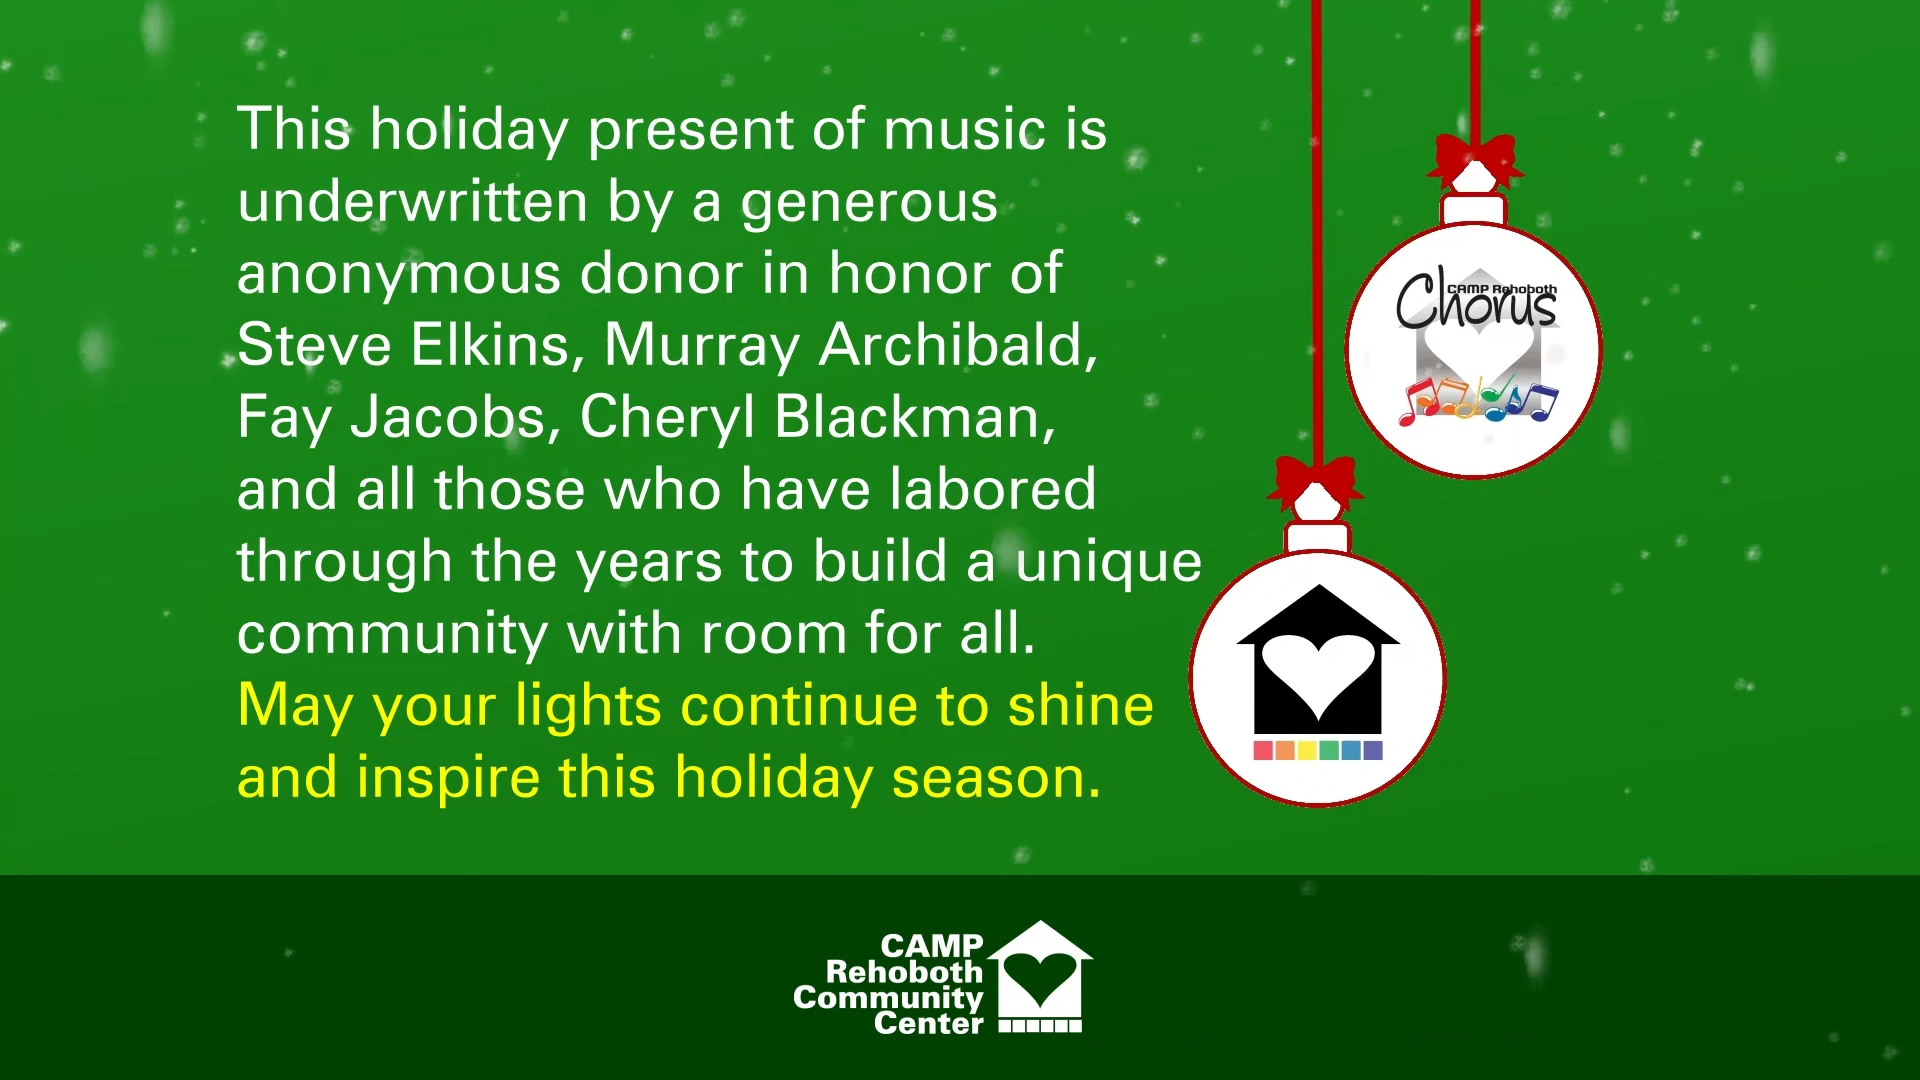 This holiday present of music is
underwritten by a generous
anonymous donor in honor of
Steve Elkins, Murray Archibald,
Fay Jacobs, Cheryl Blackman,
and all those who have labored
through the years to build a unique
community with room for all.
May your lights continue to shine
and inspire this holiday season.
CAMP Rehoboth
Chorus
CAMP
Rehoboth
Community
Center